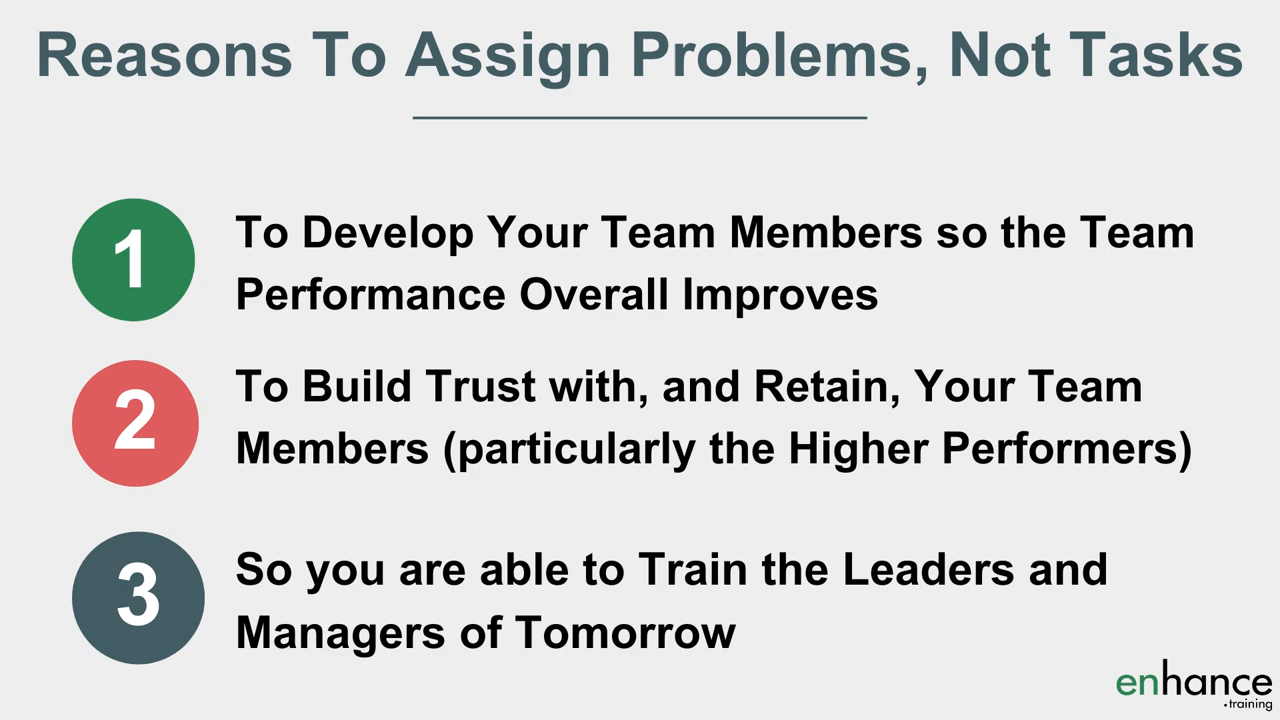 Reasons To Assign Problems, Not Tasks
1
To Develop Your Team Members so the Team
Performance Overall Improves
2
To Build Trust with, and Retain, Your Team
Members (particularly the Higher Performers)
3
So you are able to Train the Leaders and
Managers of Tomorrow
enhance
.training